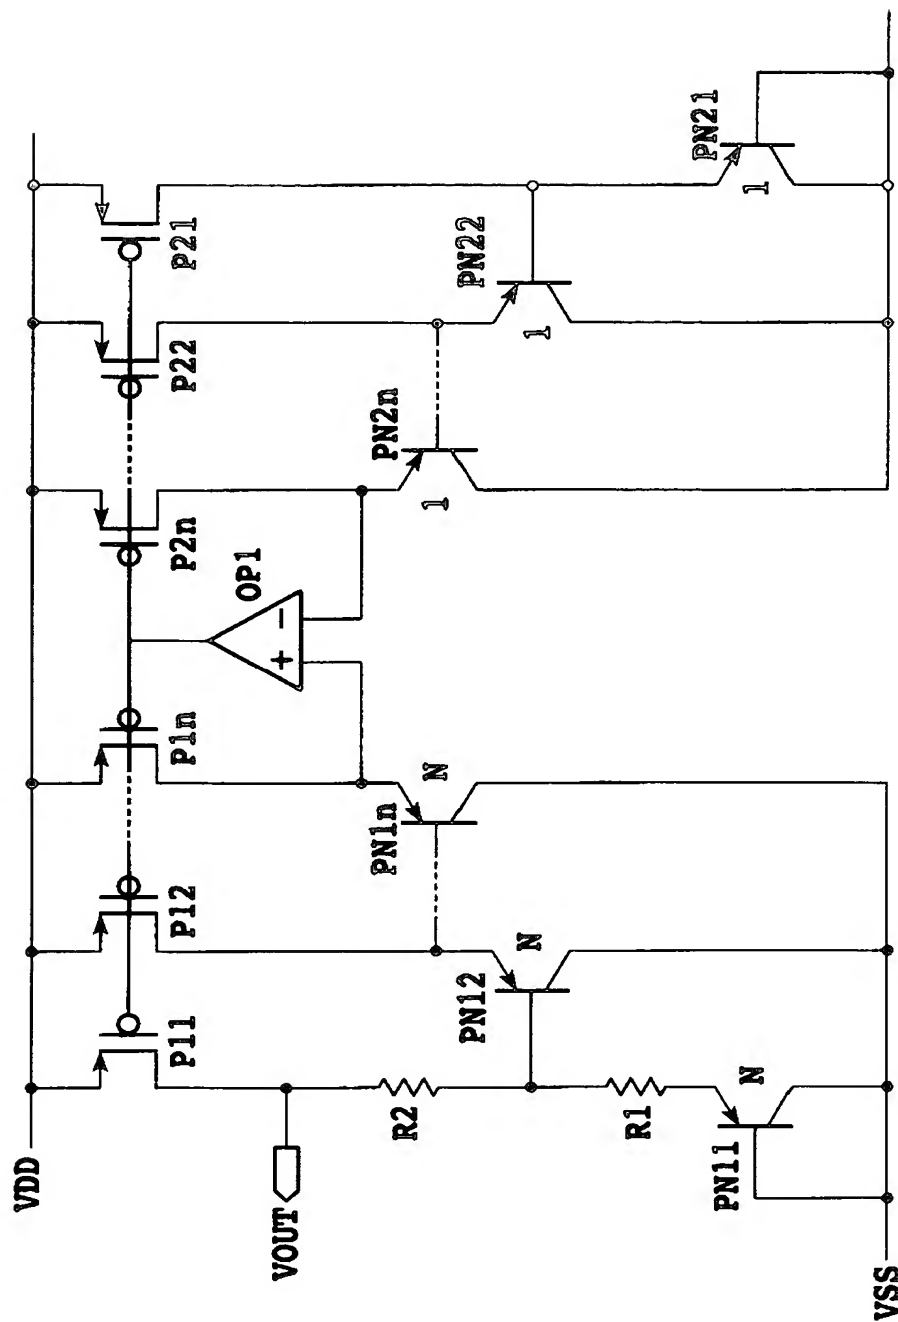 VDD
P11
P12
P1n
P2n
P22
P21
VOUT
R2
OP1
+
−
PN12
N
PN1n
N
PN2n
1
PN22
1
PN21
1
R1
PN11
N
VSS